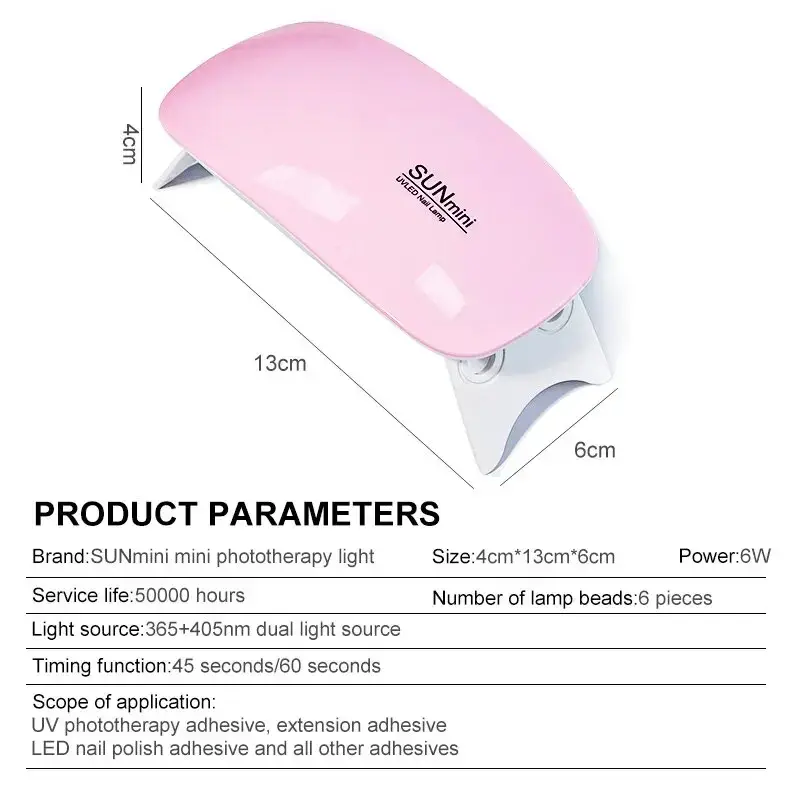 4cm
SUNmini
UVLED Nail Lamp
13cm
6cm
PRODUCT PARAMETERS
Brand:SUNmini mini phototherapy light Size:4cm*13cm*6cm Power:6W
Service life:50000 hours Number of lamp beads:6 pieces
Light source:365+405nm dual light source
Timing function:45 seconds/60 seconds
Scope of application:
UV phototherapy adhesive, extension adhesive
LED nail polish adhesive and all other adhesives